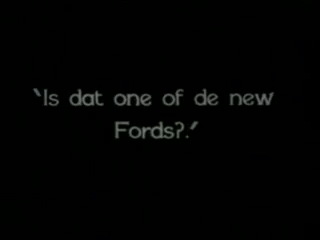 ‵Is dat one of de new
Fords?.′